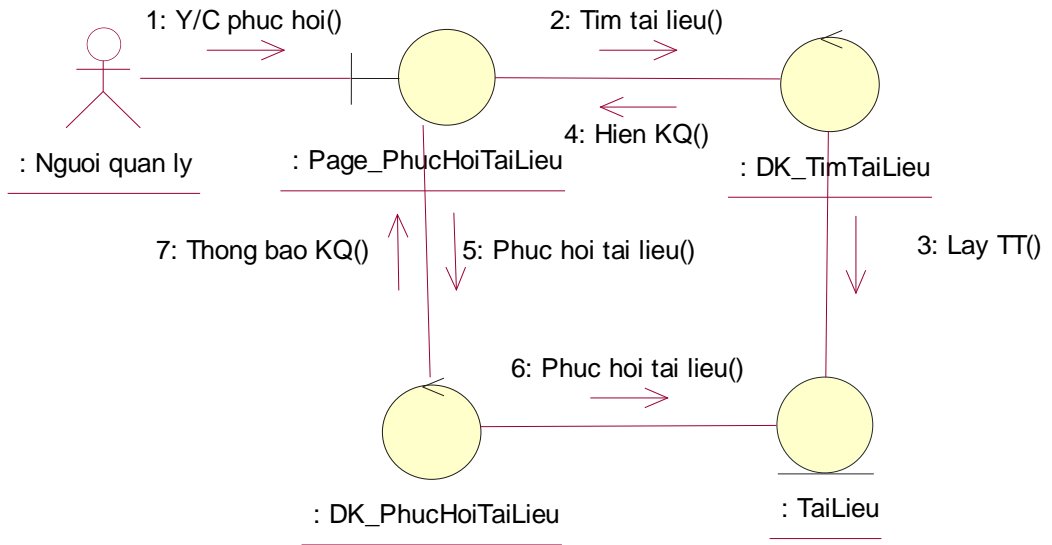 1: Y/C phuc hoi()
2: Tim tai lieu()
4: Hien KQ()
: Nguoi quan ly
: Page_PhucHoiTaiLieu
: DK_TimTaiLieu
7: Thong bao KQ()
5: Phuc hoi tai lieu()
3: Lay TT()
6: Phuc hoi tai lieu()
: DK_PhucHoiTaiLieu
: TaiLieu